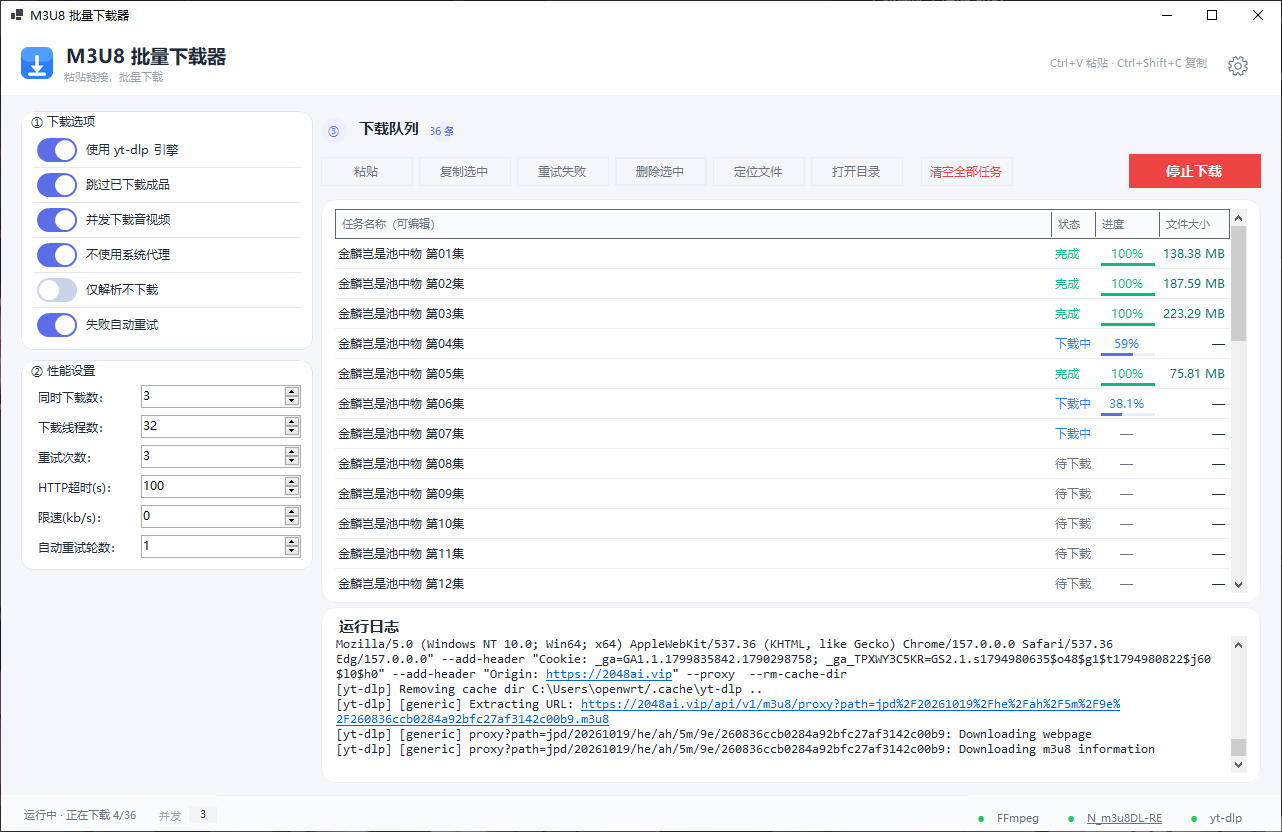 M3U8 批量下载器
M3U8 批量下载器
粘贴链接，批量下载
Ctrl+V 粘贴 · Ctrl+Shift+C 复制
① 下载选项
使用 yt-dlp 引擎
跳过已下载成品
并发下载音视频
不使用系统代理
仅解析不下载
失败自动重试
② 性能设置
同时下载数： 3
下载线程数： 32
重试次数： 3
HTTP超时(s)： 100
限速(kb/s)： 0
自动重试轮数： 1
③ 下载队列 36 条
粘贴 复制选中 重试失败 删除选中 定位文件 打开目录 清空全部任务 停止下载
任务名称（可编辑） 状态 进度 文件大小
金麟岂是池中物 第01集 完成 100% 138.38 MB
金麟岂是池中物 第02集 完成 100% 187.59 MB
金麟岂是池中物 第03集 完成 100% 223.29 MB
金麟岂是池中物 第04集 下载中 59% —
金麟岂是池中物 第05集 完成 100% 75.81 MB
金麟岂是池中物 第06集 下载中 38.1% —
金麟岂是池中物 第07集 下载中 — —
金麟岂是池中物 第08集 待下载 — —
金麟岂是池中物 第09集 待下载 — —
金麟岂是池中物 第10集 待下载 — —
金麟岂是池中物 第11集 待下载 — —
金麟岂是池中物 第12集 待下载 — —
运行日志
Mozilla/5.0 (Windows NT 10.0; Win64; x64) AppleWebKit/537.36 (KHTML, like Gecko) Chrome/157.0.0.0 Safari/537.36
Edg/157.0.0.0" --add-header "Cookie: _ga=GA1.1.1799835842.1790298758; _ga_TPXWY3C5KR=GS2.1.s1794980635$o48$g1$t1794980822$j60
$l0$h0" --add-header "Origin: https://2048ai.vip" --proxy  --rm-cache-dir
[yt-dlp] Removing cache dir C:\Users\openwrt/.cache\yt-dlp ..
[yt-dlp] [generic] Extracting URL: https://2048ai.vip/api/v1/m3u8/proxy?path=jpd%2F20261019%2Fhe%2Fah%2F5m%2F9e%
2F260836ccb0284a92bfc27af3142c00b9.m3u8
[yt-dlp] [generic] proxy?path=jpd/20261019/he/ah/5m/9e/260836ccb0284a92bfc27af3142c00b9: Downloading webpage
[yt-dlp] [generic] proxy?path=jpd/20261019/he/ah/5m/9e/260836ccb0284a92bfc27af3142c00b9: Downloading m3u8 information
运行中 · 正在下载 4/36 并发 3
FFmpeg N_m3u8DL-RE yt-dlp